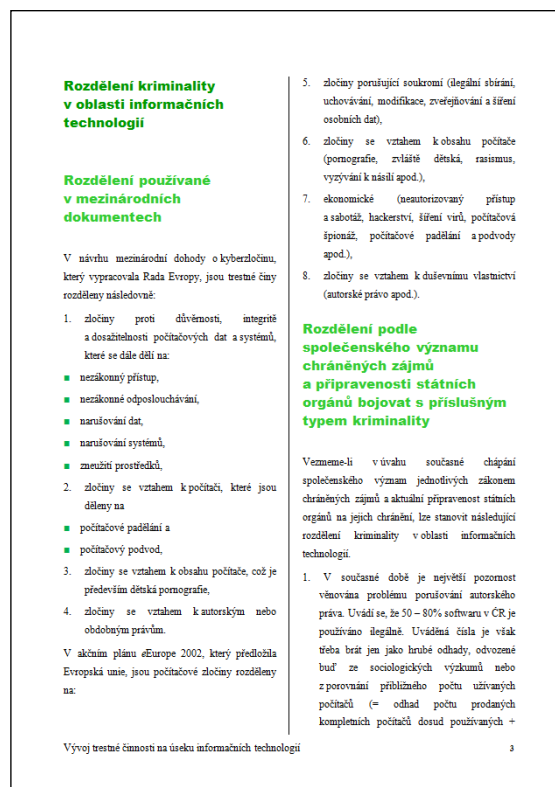 Rozdělení kriminality
v oblasti informačních
technologií
Rozdělení používané
v mezinárodních
dokumentech
V návrhu mezinárodní dohody o kyberzločinu,
který vypracovala Rada Evropy, jsou trestné činy
rozděleny následovně:
1. zločiny proti důvěrnosti, integritě
a dosažitelnosti počítačových dat a systémů,
které se dále dělí na:
■ nezákonný přístup,
■ nezákonné odposlouchávání,
■ narušování dat,
■ narušování systémů,
■ zneužití prostředků,
2. zločiny se vztahem k počítači, které jsou
děleny na
■ počítačové padělání a
■ počítačový podvod,
3. zločiny se vztahem k obsahu počítače, což je
především dětská pornografie,
4. zločiny se vztahem k autorským nebo
obdobným právům.
V akčním plánu eEurope 2002, který předložila
Evropská unie, jsou počítačové zločiny rozděleny
na:
5. zločiny porušující soukromí (ilegální sbírání,
uchovávání, modifikace, zveřejňování a šíření
osobních dat),
6. zločiny se vztahem k obsahu počítače
(pornografie, zvláště dětská, rasismus,
vyzývání k násilí apod.),
7. ekonomické (neautorizovaný přístup
a sabotáž, hackerství, šíření virů, počítačová
špionáž, počítačové padělání a podvody
apod.),
8. zločiny se vztahem k duševnímu vlastnictví
(autorské právo apod.).
Rozdělení podle
společenského významu
chráněných zájmů
a připravenosti státních
orgánů bojovat s příslušným
typem kriminality
Vezmeme-li v úvahu současné chápání
společenského význam jednotlivých zákonem
chráněných zájmů a aktuální připravenost státních
orgánů na jejich chránění, lze stanovit následující
rozdělení kriminality v oblasti informačních
technologií.
1. V současné době je největší pozornost
věnována problému porušování autorského
práva. Uvádí se, že 50 – 80% softwaru v ČR je
používáno ilegálně. Uváděná čísla je však
třeba brát jen jako hrubé odhady, odvozené
buď ze sociologických výzkumů nebo
z porovnání přibližného počtu užívaných
počítačů (= odhad počtu prodaných
kompletních počítačů dosud používaných +
Vývoj trestné činnosti na úseku informačních technologií 3